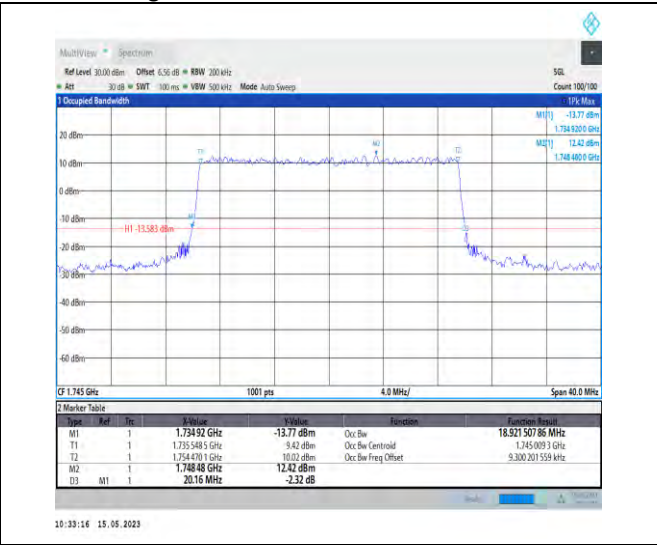 MultiView Spectrum
Ref Level 30.00 dBm Offset 6.56 dB RBW 200 kHz SGL
Att 30 dB SWT 100 ms VBW 500 kHz Mode Auto Sweep Count 100/100
1 Occupied Bandwidth 1Pk Max
M1[1] -13.77 dBm
1.734 920 0 GHz
20 dBm
M2[1] 12.42 dBm
1.748 480 0 GHz
M2
T1 T2
10 dBm
0 dBm
-10 dBm
M1
H1 -13.583 dBm
D3
-20 dBm
-30 dBm
-40 dBm
-50 dBm
-60 dBm
CF 1.745 GHz 1001 pts 4.0 MHz/ Span 40.0 MHz
2 Marker Table
Type Ref Trc X-Value Y-Value Function Function Result
M1 1 1.734 92 GHz -13.77 dBm Occ Bw 18.921 507 86 MHz
T1 1 1.735 548 5 GHz 9.42 dBm Occ Bw Centroid 1.745 009 3 GHz
T2 1 1.754 470 1 GHz 10.02 dBm Occ Bw Freq Offset 9.300 201 559 kHz
M2 1 1.748 48 GHz 12.42 dBm
D3 M1 1 20.16 MHz -2.32 dB
10:33:16 15.05.2023